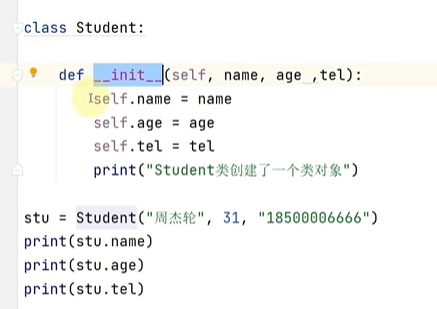 class Student:
def __init__(self, name, age ,tel):
self.name = name
self.age = age
self.tel = tel
print("Student类创建了一个类对象")
stu = Student("周杰轮", 31, "18500006666")
print(stu.name)
print(stu.age)
print(stu.tel)